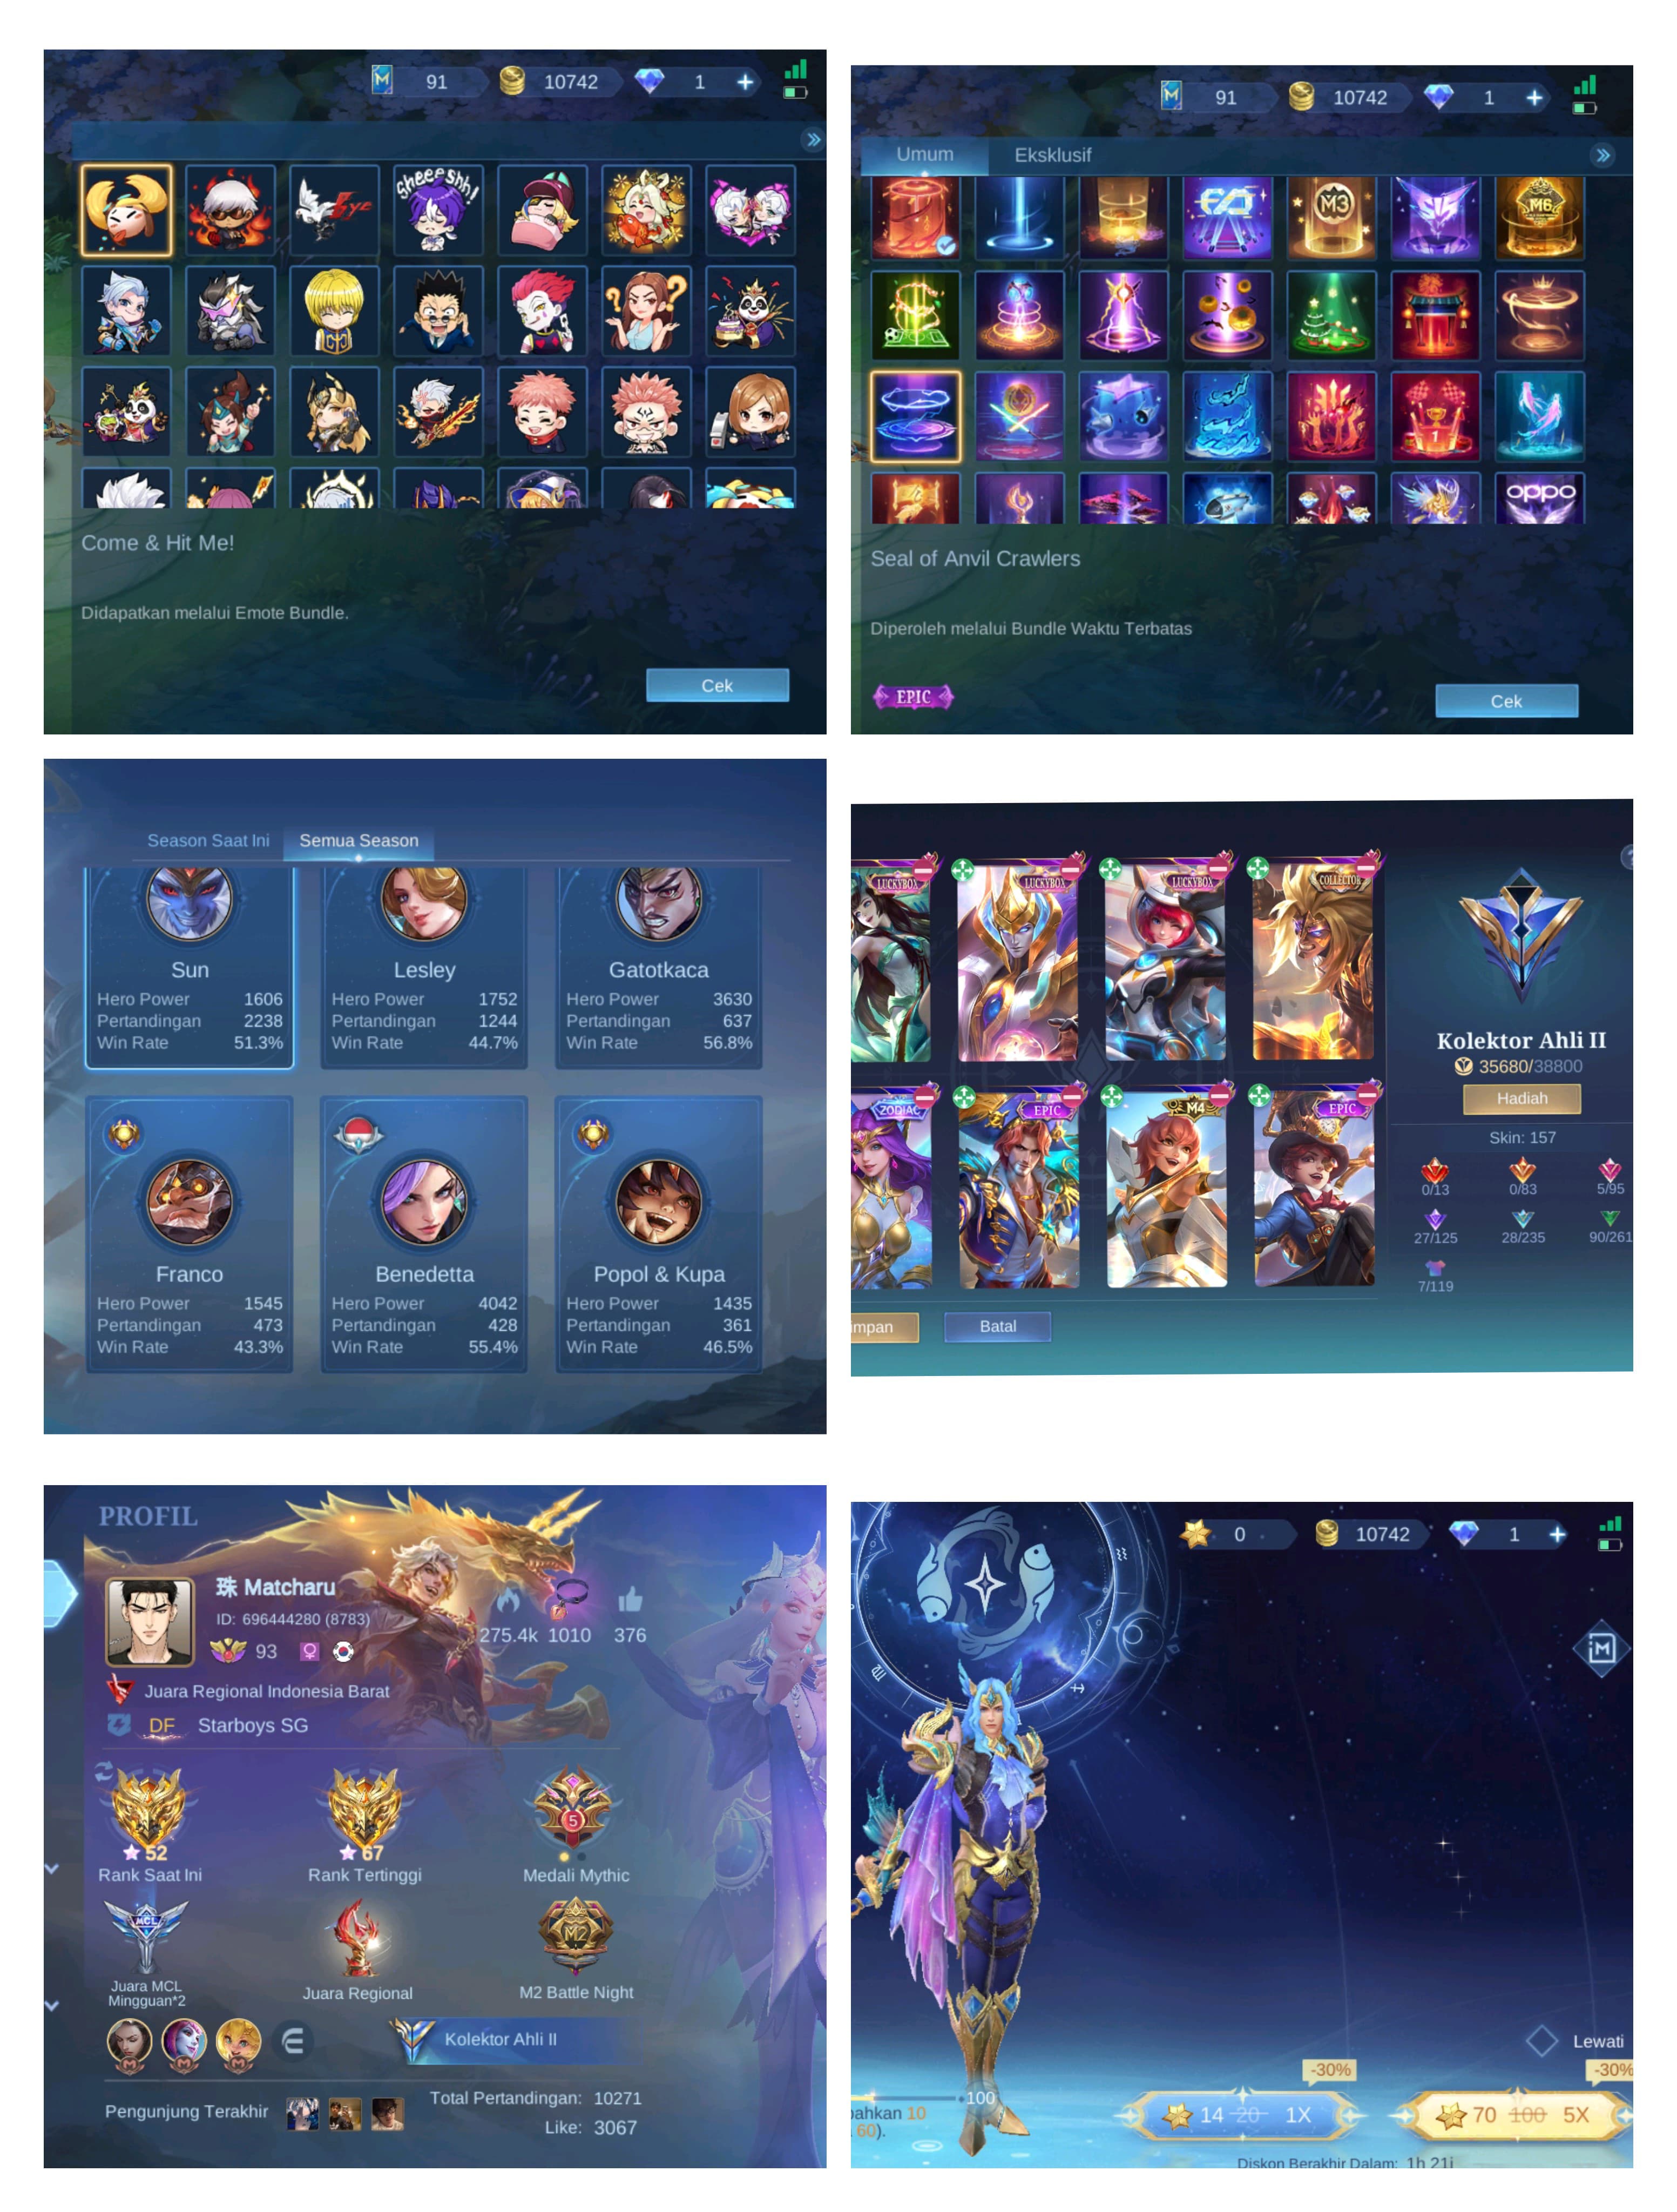 91 10742 1 +
sheeeshh!
Bye
Come & Hit Me!
Didapatkan melalui Emote Bundle.
Cek
91 10742 1 +
Umum Eksklusif
M3
M6
1
oppo
Seal of Anvil Crawlers
Diperoleh melalui Bundle Waktu Terbatas
EPIC
Cek
Season Saat Ini Semua Season
Sun Lesley Gatotkaca
Hero Power 1606 Hero Power 1752 Hero Power 3630
Pertandingan 2238 Pertandingan 1244 Pertandingan 637
Win Rate 51.3% Win Rate 44.7% Win Rate 56.8%
Franco Benedetta Popol & Kupa
Hero Power 1545 Hero Power 4042 Hero Power 1435
Pertandingan 473 Pertandingan 428 Pertandingan 361
Win Rate 43.3% Win Rate 55.4% Win Rate 46.5%
LUCKYBOX LUCKYBOX LUCKYBOX COLLECTOR
ZODIAC EPIC M4 EPIC
Kolektor Ahli II
35680/38800
Hadiah
Skin: 157
0/13 0/83 5/95
27/125 28/235 90/261
7/119
impan Batal
PROFIL
珠 Matcharu
ID: 696444280 (8783)
93
275.4k 1010 376
Juara Regional Indonesia Barat
DF Starboys SG
5
52 67
Rank Saat Ini Rank Tertinggi Medali Mythic
MCL M2
Juara MCL
Mingguan*2
Juara Regional M2 Battle Night
Kolektor Ahli II
Pengunjung Terakhir
Total Pertandingan: 10271
Like: 3067
0 10742 1 +
Lewati
-30% -30%
100
ahkan 10
60).
14 20 1X 70 100 5X
Diskon Berakhir Dalam: 1h 21j